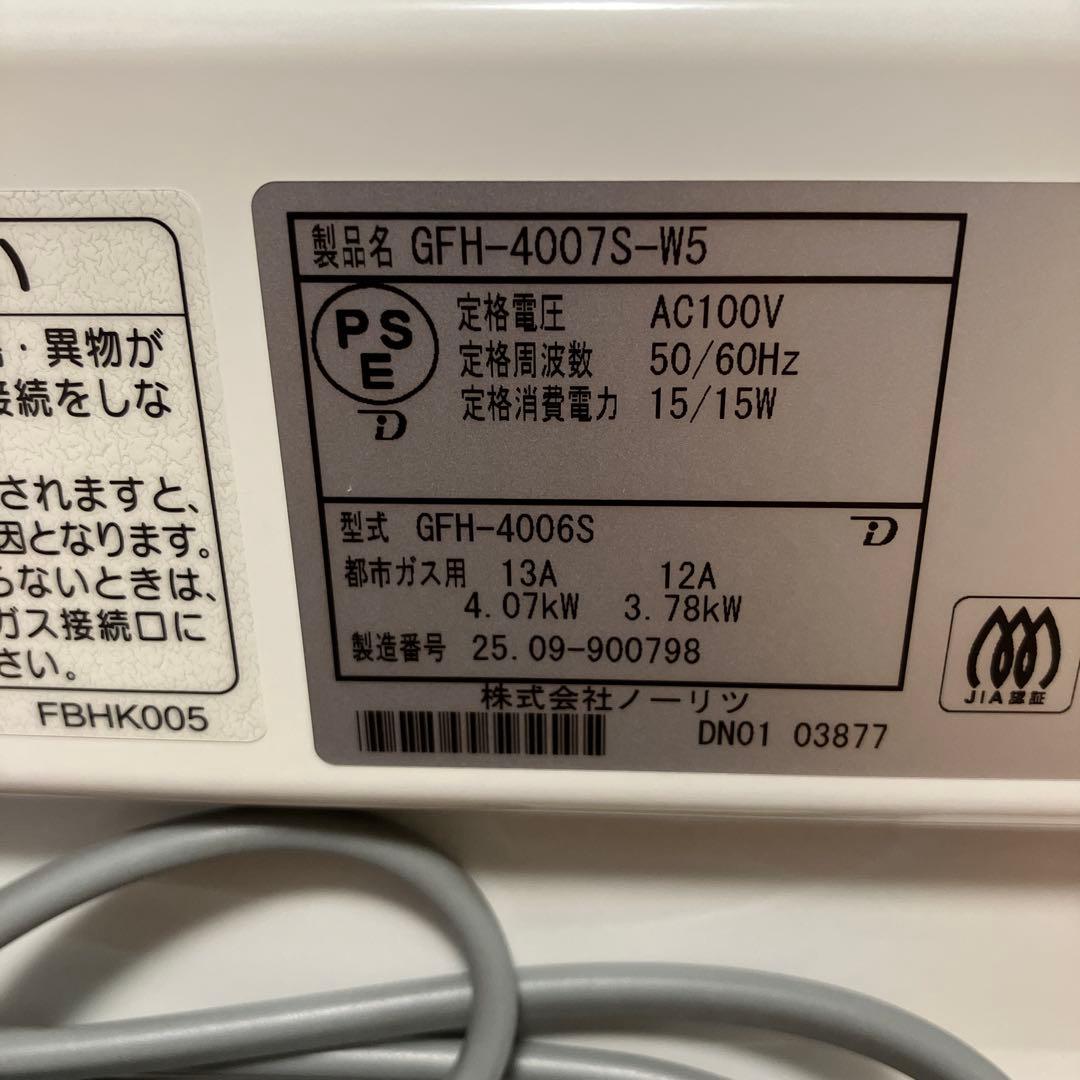 ・異物が
接続をしな
されますと、
因となります。
らないときは、
ガス接続口に
さい。
FBHK005
製品名 GFH-4007S-W5
PSE
定格電圧 AC100V
定格周波数 50/60Hz
定格消費電力 15/15W
型式 GFH-4006S
都市ガス用 13A 12A
4.07kW 3.78kW
製造番号 25.09-900798
株式会社ノーリツ
DN01 03877
JIA認証